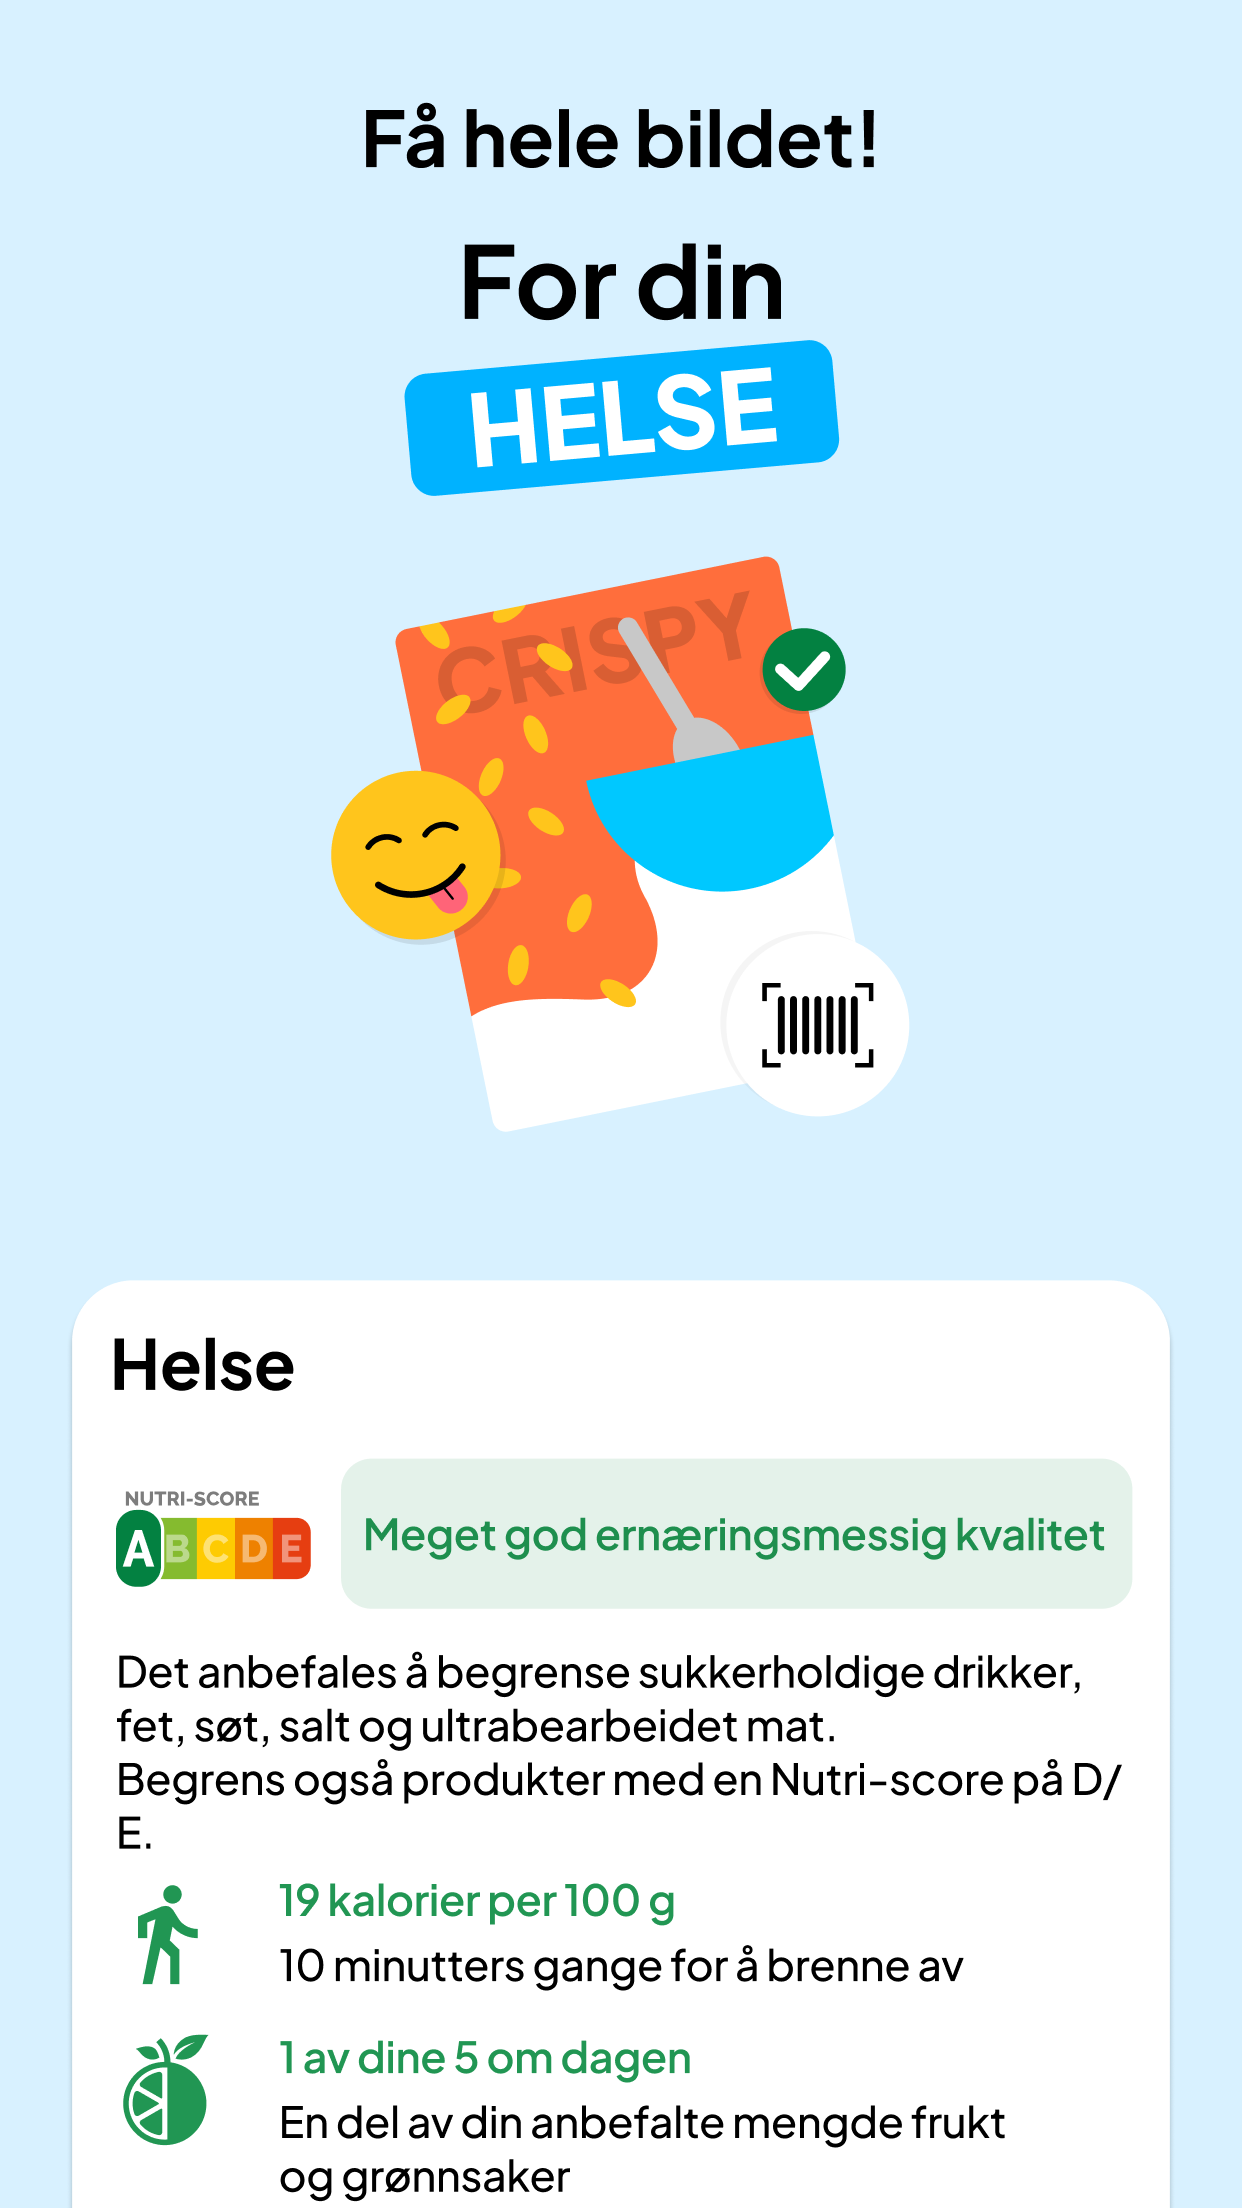 Få hele bildet!
For din
HELSE
CRISPY
Helse
NUTRI-SCORE
A B C D E
Meget god ernæringsmessig kvalitet
Det anbefales å begrense sukkerholdige drikker,
fet, søt, salt og ultrabearbeidet mat.
Begrens også produkter med en Nutri-score på D/
E.
19 kalorier per 100 g
10 minutters gange for å brenne av
1 av dine 5 om dagen
En del av din anbefalte mengde frukt
og grønnsaker